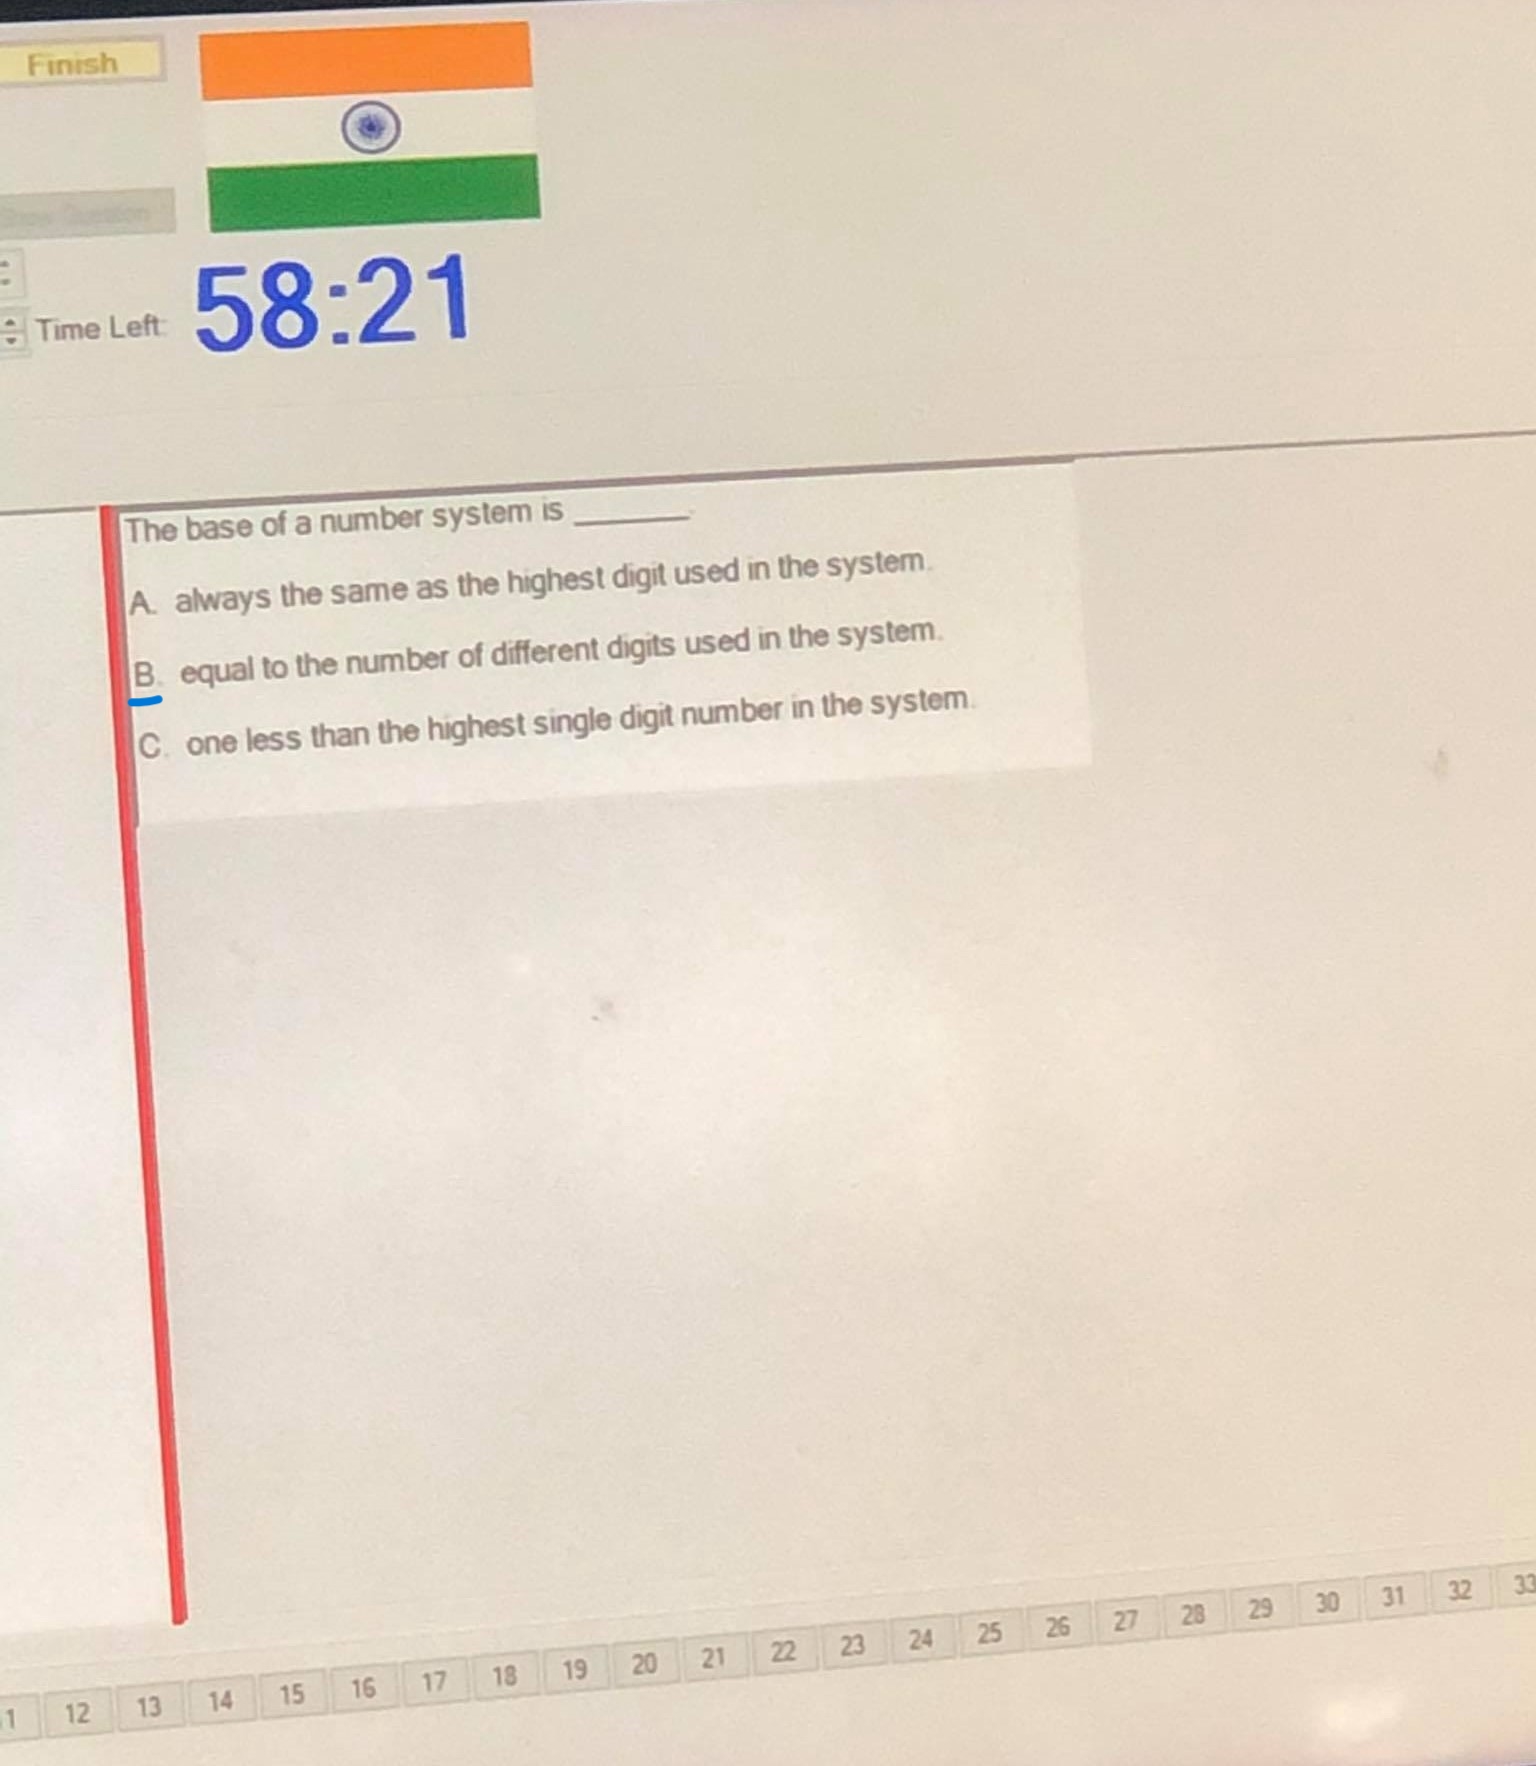 Finish
Time Left: 58:21
The base of a number system is ______.
A. always the same as the highest digit used in the system.
B. equal to the number of different digits used in the system.
C. one less than the highest single digit number in the system.
1 12 13 14 15 16 17 18 19 20 21 22 23 24 25 26 27 28 29 30 31 32 33